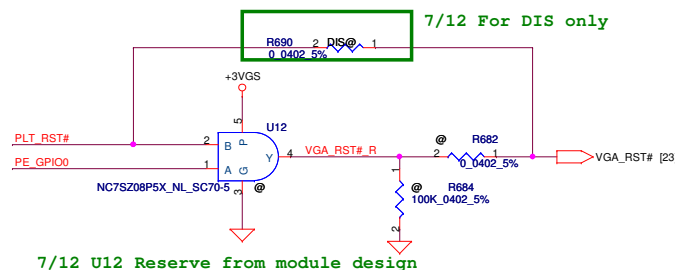 7/12 For DIS only
R690 2 DIS@ 1
0_0402_5%
+3VGS
5
U12
PLT_RST# 2 B P
Y 4 VGA_RST#_R
@ R682
2 1
0_0402_5%
VGA_RST# [23
PE_GPIO0 1 A G
NC7SZ08P5X_NL_SC70-5 @
3
1
@ R684
100K_0402_5%
2
7/12 U12 Reserve from module design